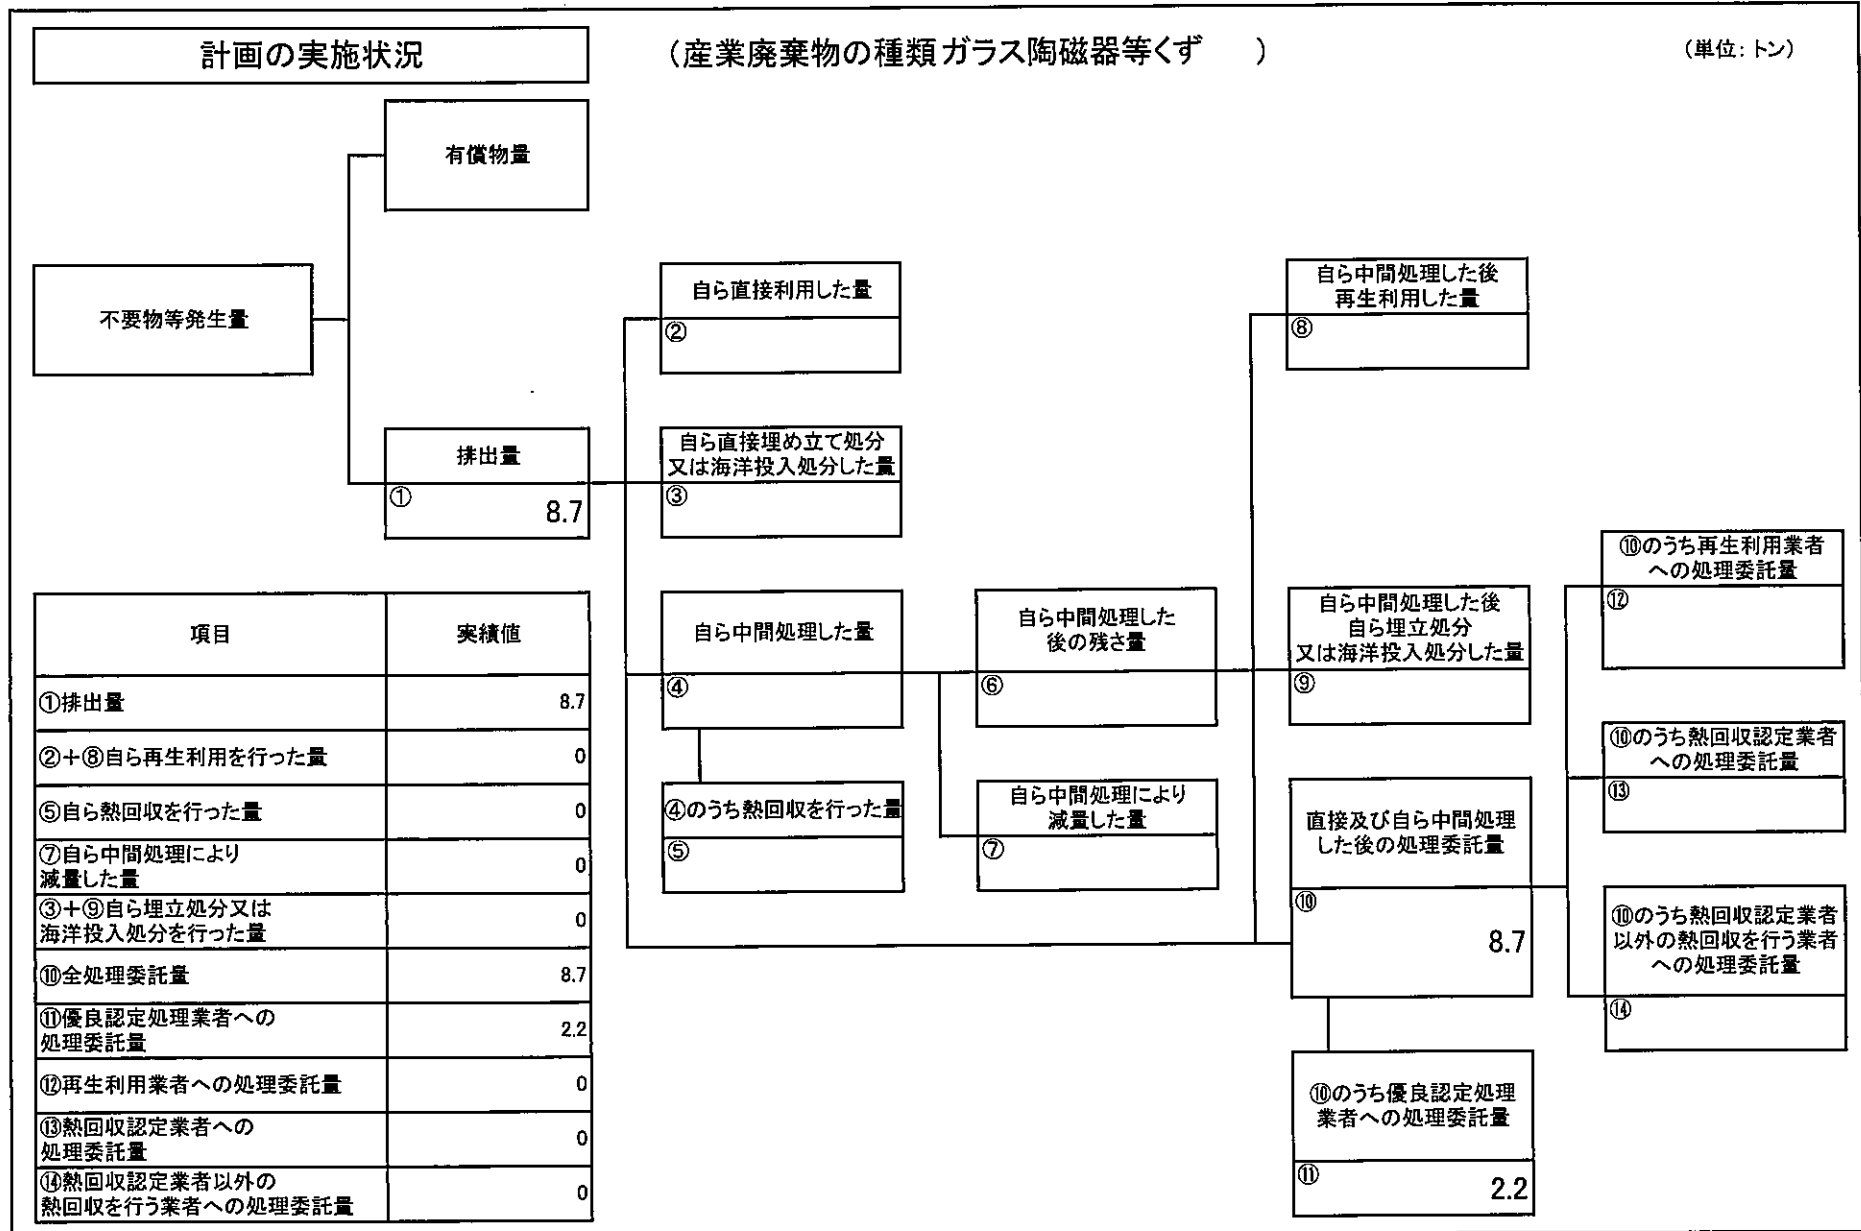 計画の実施状況
(産業廃棄物の種類ガラス陶磁器等くず　　)
(単位：トン)
有償物量
不要物等発生量
自ら直接利用した量
②
自ら中間処理した後
再生利用した量
⑧
排出量
①
8.7
自ら直接埋め立て処分
又は海洋投入処分した量
③
⑩のうち再生利用業者
への処理委託量
⑫
自ら中間処理した量
④
自ら中間処理した
後の残さ量
⑥
自ら中間処理した後
自ら埋立処分
又は海洋投入処分した量
⑨
⑩のうち熱回収認定業者
への処理委託量
⑬
④のうち熱回収を行った量
⑤
自ら中間処理により
減量した量
⑦
直接及び自ら中間処理
した後の処理委託量
⑩
8.7
⑩のうち熱回収認定業者
以外の熱回収を行う業者
への処理委託量
⑭
⑩のうち優良認定処理
業者への処理委託量
⑪
2.2
項目 実績値
①排出量 8.7
②＋⑧自ら再生利用を行った量 0
⑤自ら熱回収を行った量 0
⑦自ら中間処理により
減量した量 0
③＋⑨自ら埋立処分又は
海洋投入処分を行った量 0
⑩全処理委託量 8.7
⑪優良認定処理業者への
処理委託量 2.2
⑫再生利用業者への処理委託量 0
⑬熱回収認定業者への
処理委託量 0
⑭熱回収認定業者以外の
熱回収を行う業者への処理委託量 0